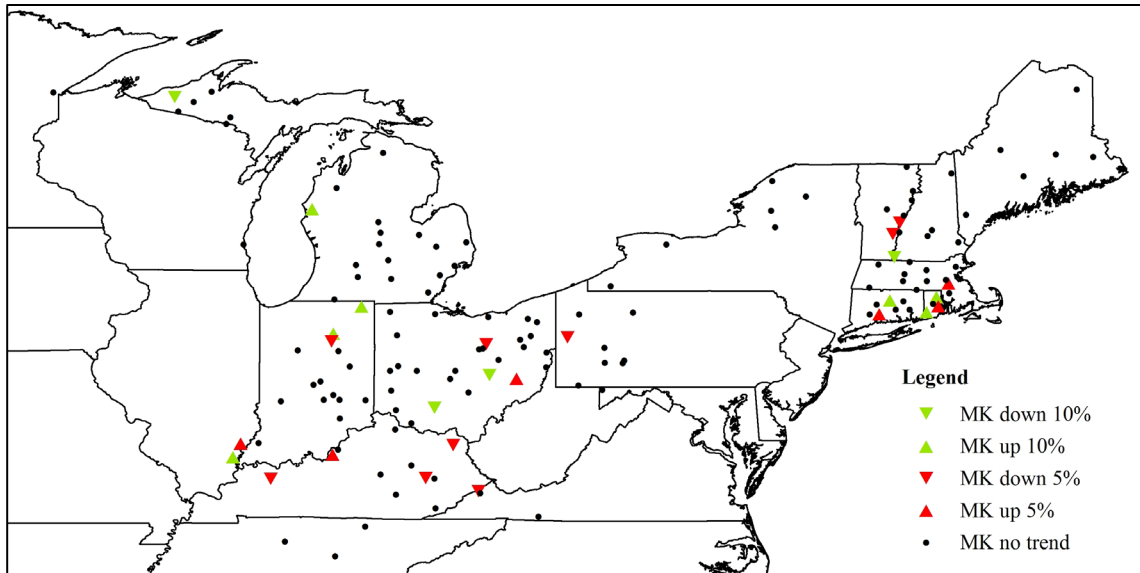 Legend
MK down 10%
MK up 10%
MK down 5%
MK up 5%
MK no trend